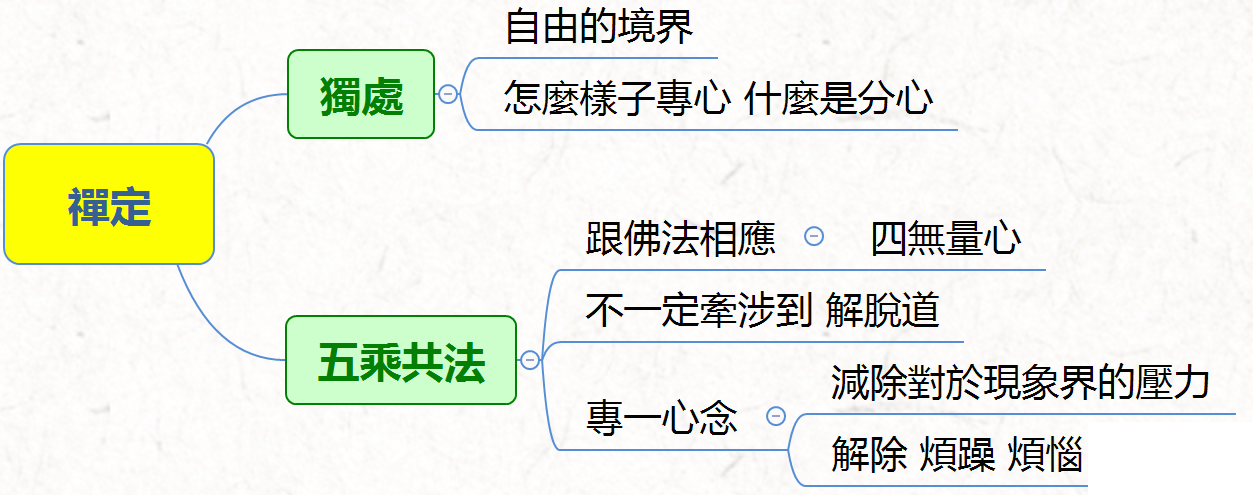 禪定
獨處
自由的境界
怎麼樣子專心 什麼是分心
五乘共法
跟佛法相應
四無量心
不一定牽涉到 解脫道
專一心念
減除對於現象界的壓力
解除 煩躁 煩惱